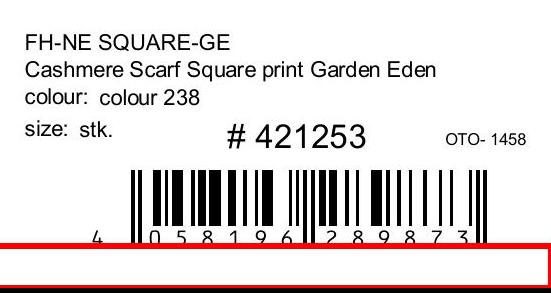 FH-NE SQUARE-GE
Cashmere Scarf Square print Garden Eden
colour: colour 238
size: stk.
# 421253
OTO- 1458
4 058196 289873